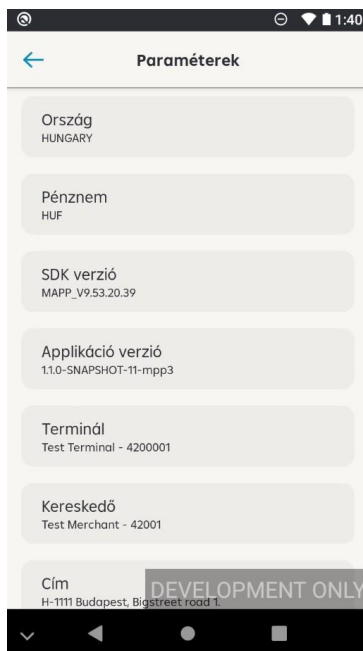 1:40
Paraméterek
Ország
HUNGARY
Pénznem
HUF
SDK verzió
MAPP_V9.53.20.39
Applikáció verzió
1.1.0-SNAPSHOT-11-mpp3
Terminál
Test Terminal - 4200001
Kereskedő
Test Merchant - 42001
Cím
H-1111 Budapest, Bigstreet road 1.
DEVELOPMENT ONLY